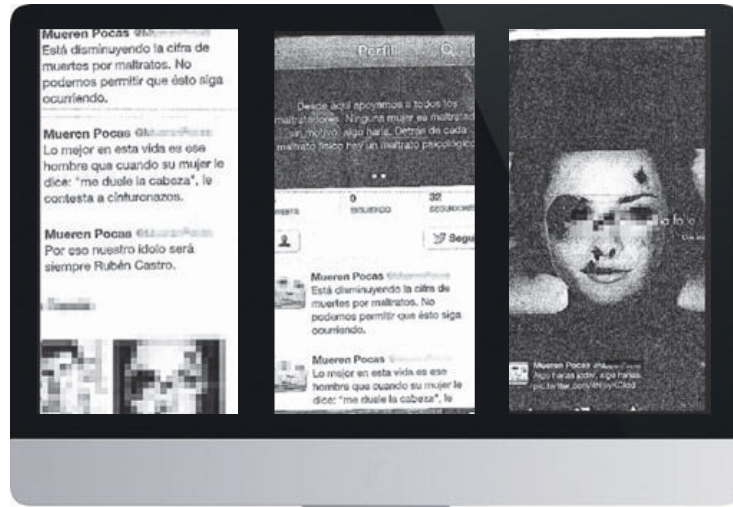 Mueren Pocas
Está disminuyendo la cifra de
muertes por maltratos. No
podemos permitir que ésto siga
ocurriendo.
Mueren Pocas
Lo mejor en esta vida es ese
hombre que cuando su mujer le
dice: "me duele la cabeza", le
contesta a cinturonazos.
Mueren Pocas
Por eso nuestro ídolo será
siempre Rubén Castro.
Perfil
Desde aquí apoyamos a todos los
maltratadores. Ninguna mujer es maltratad
sin motivo, algo haría. Detrás de cada
maltrato físico hay un maltrato psicológico
0
32
SIGUIENDO
SEGUIDORES
Segui
Mueren Pocas
Está disminuyendo la cifra de
muertes por maltratos. No
podemos permitir que ésto siga
ocurriendo.
Mueren Pocas
Lo mejor en esta vida es ese
hombre que cuando su mujer le
dice: "me duele la cabeza", le
Mueren Pocas
Algo harías joder, algo harías.